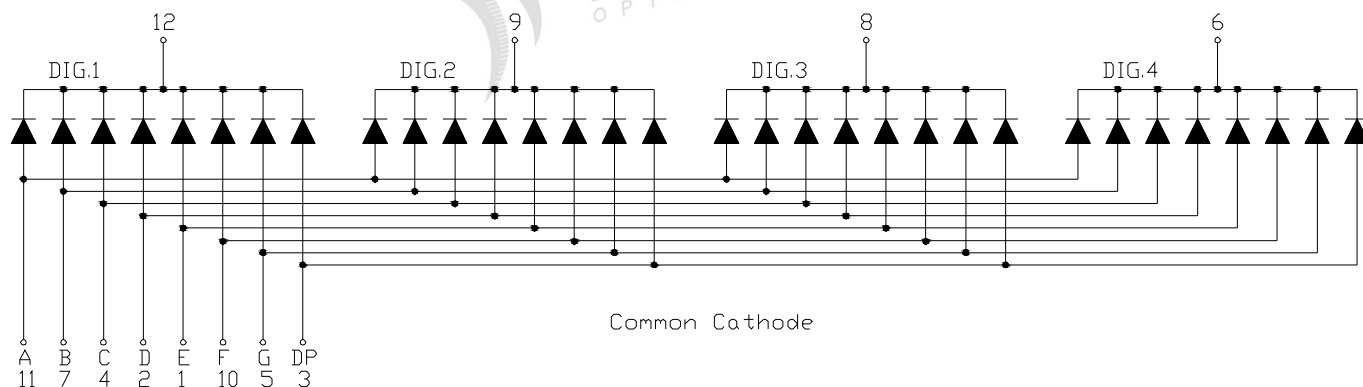 12 9 8 6
DIG.1 DIG.2 DIG.3 DIG.4
Common Cathode
A B C D E F G DP
11 7 4 2 1 10 5 3